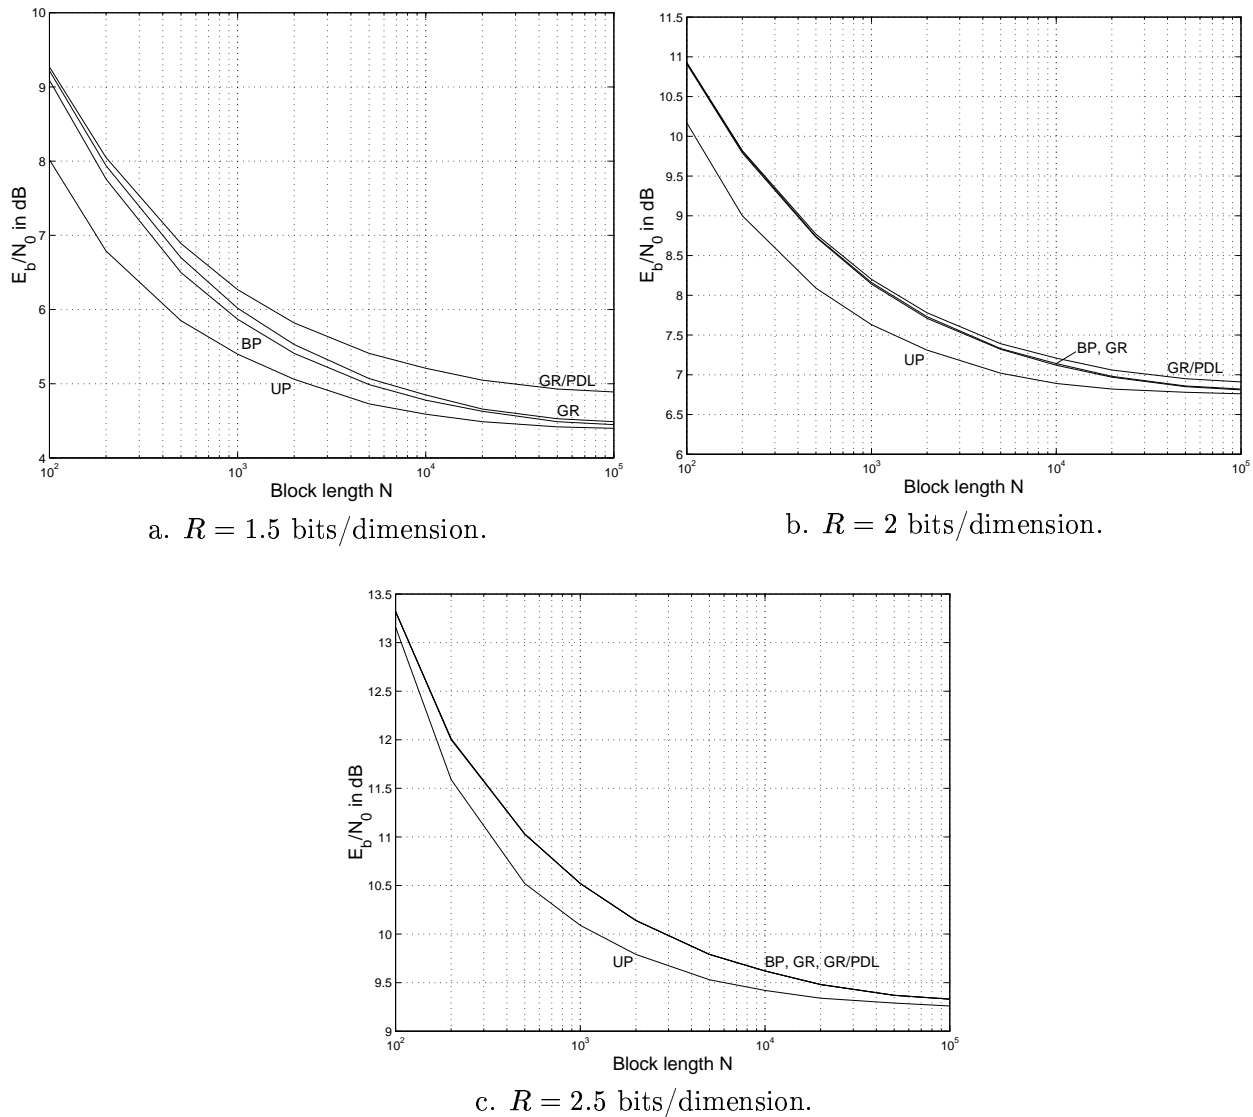 10
9
8
7
6
5
4
E_b/N_0 in dB
BP
UP
GR/PDL
GR
10^2
10^3
10^4
10^5
Block length N
a. R = 1.5 bits/dimension.
11.5
11
10.5
10
9.5
9
8.5
8
7.5
7
6.5
6
E_b/N_0 in dB
BP, GR
UP
GR/PDL
10^2
10^3
10^4
10^5
Block length N
b. R = 2 bits/dimension.
13.5
13
12.5
12
11.5
11
10.5
10
9.5
9
E_b/N_0 in dB
UP
BP, GR, GR/PDL
10^2
10^3
10^4
10^5
Block length N
c. R = 2.5 bits/dimension.